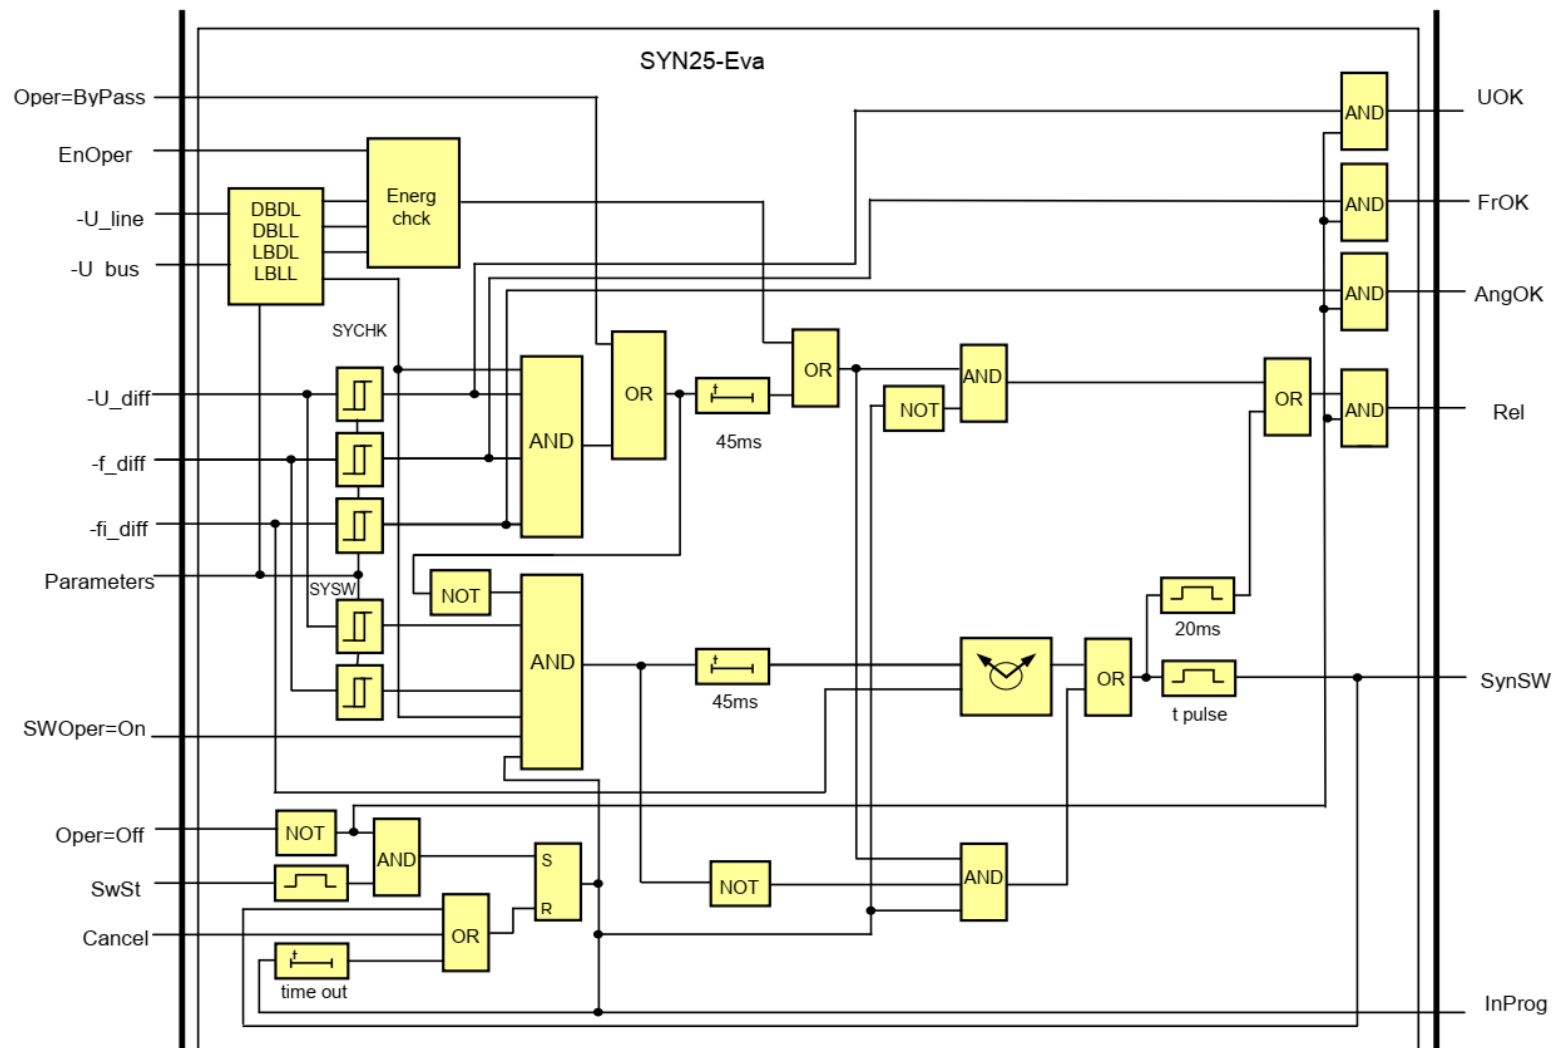 SYN25-Eva
Oper=ByPass
UOK
AND
EnOper
Energ
chck
-U_line
DBDL
DBLL
LBDL
LBLL
AND
FrOK
-U bus
AND
AngOK
SYCHK
-U_diff
OR
AND
NOT
OR
AND
Rel
-f_diff
AND
OR
t
45ms
-fi_diff
Parameters
SYSW
NOT
20ms
AND
t
45ms
OR
SynSW
t pulse
SWOper=On
Oper=Off
NOT
AND
S
R
SwSt
NOT
AND
Cancel
OR
t
time out
InProg